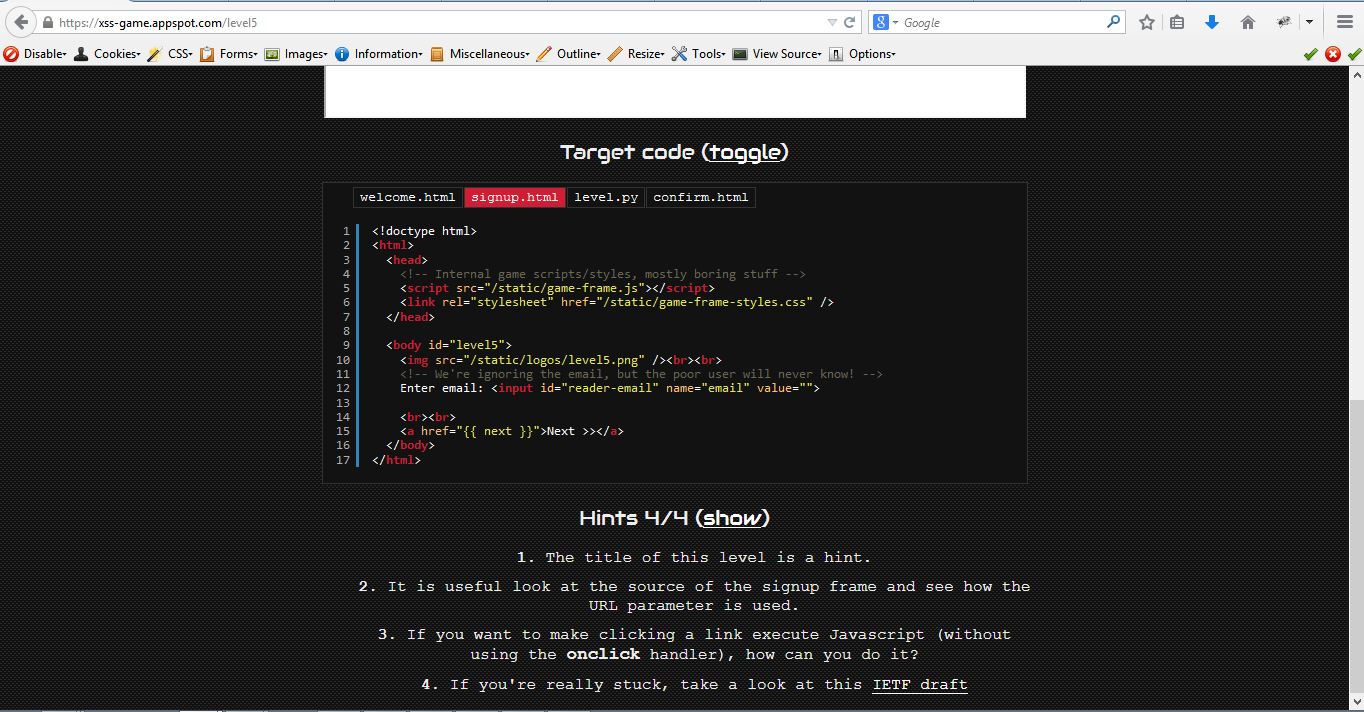 https://xss-game.appspot.com/level5
8 Google
Disable Cookies CSS Forms Images Information Miscellaneous Outline Resize Tools View Source Options
Target code (toggle)
welcome.html signup.html level.py confirm.html
1 <!doctype html>
2 <html>
3 <head>
4 <!-- Internal game scripts/styles, mostly boring stuff -->
5 <script src="/static/game-frame.js"></script>
6 <link rel="stylesheet" href="/static/game-frame-styles.css" />
7 </head>
8
9 <body id="level5">
10 <img src="/static/logos/level5.png" /><br><br>
11 <!-- We're ignoring the email, but the poor user will never know! -->
12 Enter email: <input id="reader-email" name="email" value="">
13
14 <br><br>
15 <a href="{{ next }}">Next >></a>
16 </body>
17 </html>
Hints 4/4 (show)
1. The title of this level is a hint.
2. It is useful look at the source of the signup frame and see how the
URL parameter is used.
3. If you want to make clicking a link execute Javascript (without
using the onclick handler), how can you do it?
4. If you're really stuck, take a look at this IETF draft